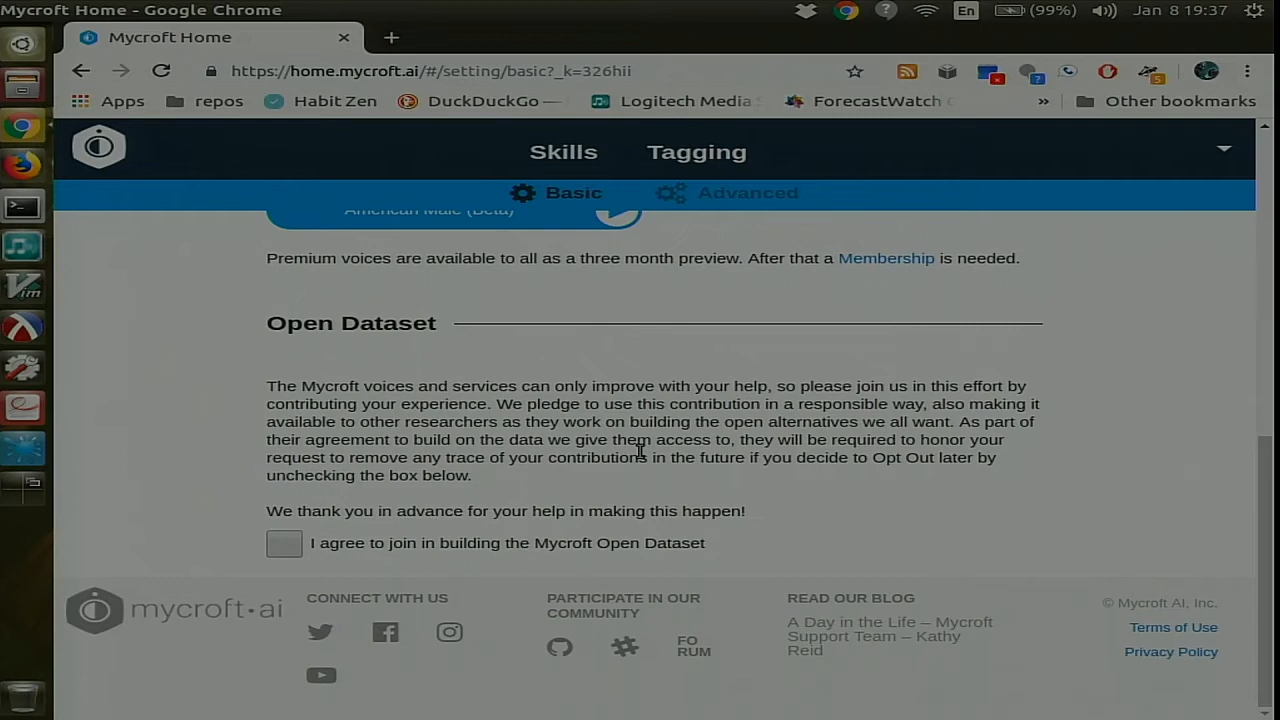 Mycroft Home - Google Chrome
En (99%) Jan 8 19:37
Mycroft Home
https://home.mycroft.ai/#/setting/basic?_k=326hii
Apps repos Habit Zen DuckDuckGo — Logitech Media ForecastWatch » Other bookmarks
Skills Tagging
Basic Advanced
American Male (Beta)
Premium voices are available to all as a three month preview. After that a Membership is needed.
Open Dataset
The Mycroft voices and services can only improve with your help, so please join us in this effort by
contributing your experience. We pledge to use this contribution in a responsible way, also making it
available to other researchers as they work on building the open alternatives we all want. As part of
their agreement to build on the data we give them access to, they will be required to honor your
request to remove any trace of your contributions in the future if you decide to Opt Out later by
unchecking the box below.
We thank you in advance for your help in making this happen!
I agree to join in building the Mycroft Open Dataset
mycroft·ai
CONNECT WITH US
PARTICIPATE IN OUR
COMMUNITY
FO
RUM
READ OUR BLOG
A Day in the Life – Mycroft
Support Team – Kathy
Reid
© Mycroft AI, Inc.
Terms of Use
Privacy Policy